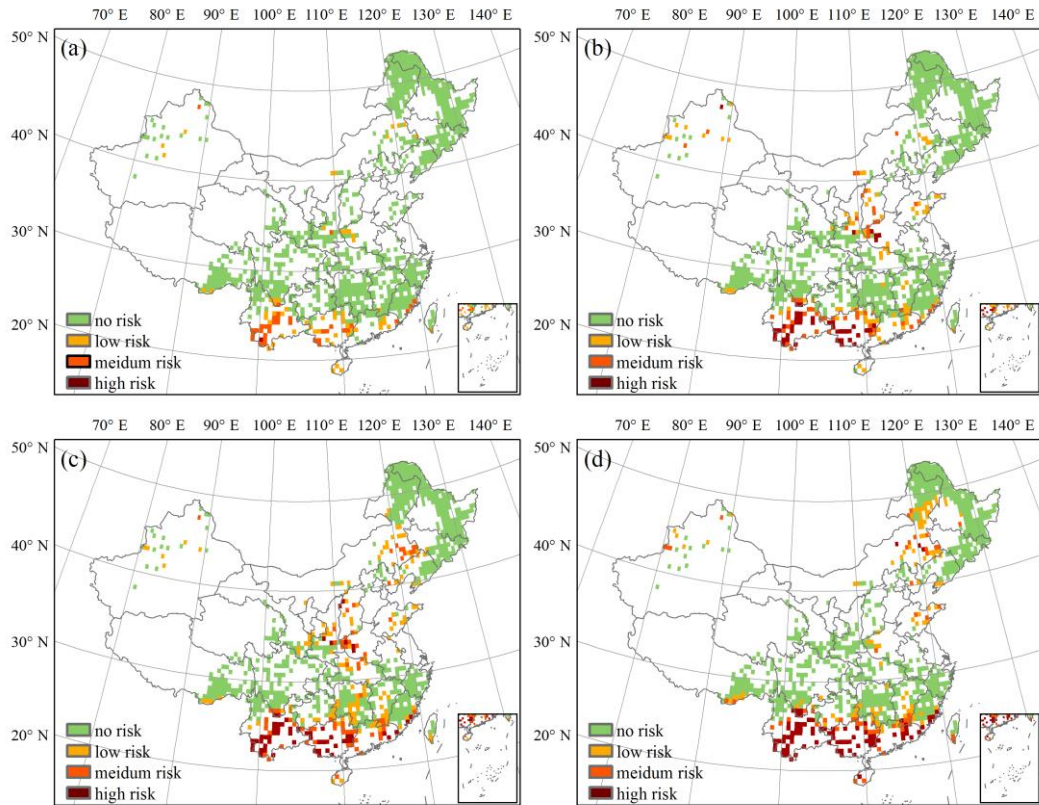 70° E 80° E 90° E 100° E 110° E 120° E 130° E 140° E 70° E 80° E 90° E 100° E 110° E 120° E 130° E 140° E
50° N (a) 50° N (b)
40° N 40° N
30° N 30° N
20° N 20° N
no risk no risk
low risk low risk
meidum risk meidum risk
high risk high risk
70° E 80° E 90° E 100° E 110° E 120° E 130° E 140° E 70° E 80° E 90° E 100° E 110° E 120° E 130° E 140° E
50° N (c) 50° N (d)
40° N 40° N
30° N 30° N
20° N 20° N
no risk no risk
low risk low risk
meidum risk meidum risk
high risk high risk